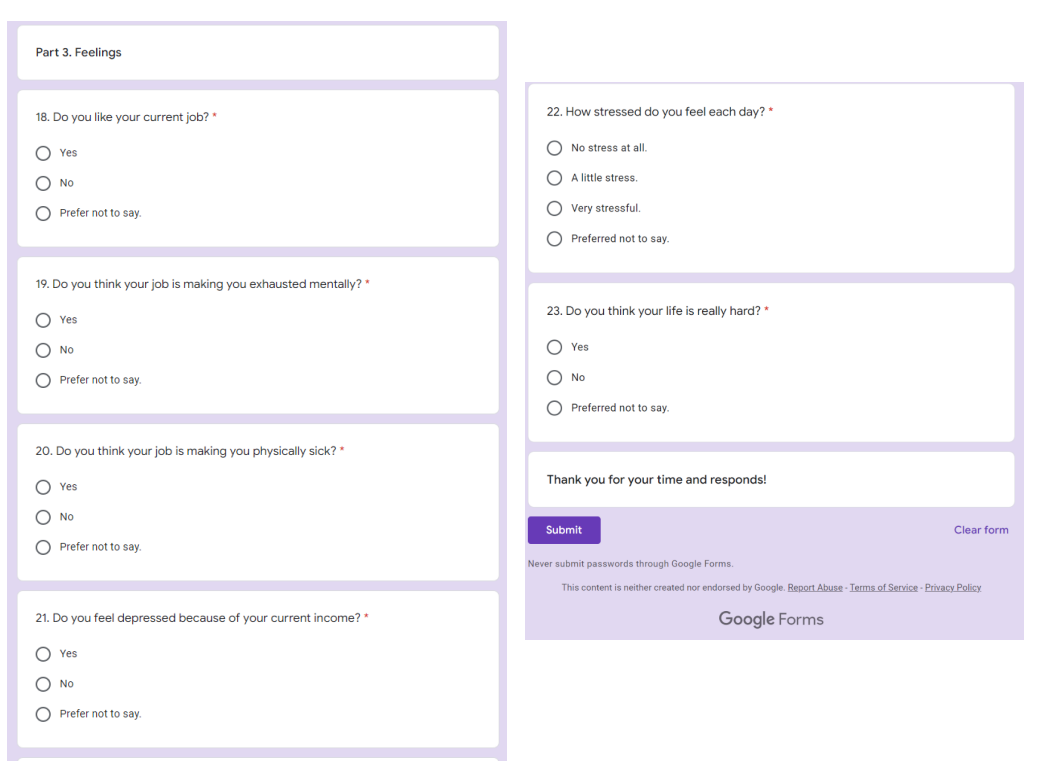 Part 3. Feelings
18. Do you like your current job? *
Yes
No
Prefer not to say.
19. Do you think your job is making you exhausted mentally? *
Yes
No
Prefer not to say.
20. Do you think your job is making you physically sick? *
Yes
No
Prefer not to say.
21. Do you feel depressed because of your current income? *
Yes
No
Prefer not to say.
22. How stressed do you feel each day? *
No stress at all.
A little stress.
Very stressful.
Preferred not to say.
23. Do you think your life is really hard? *
Yes
No
Preferred not to say.
Thank you for your time and responds!
Submit
Clear form
Never submit passwords through Google Forms.
This content is neither created nor endorsed by Google. Report Abuse - Terms of Service - Privacy Policy
Google Forms